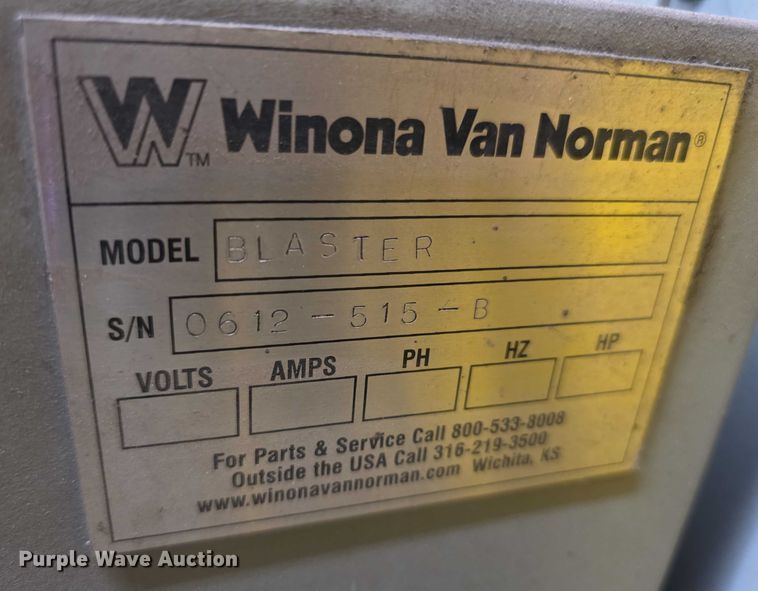 W TM Winona Van Norman®
MODEL BLASTER
S/N 0612-515-B
VOLTS AMPS PH HZ HP
For Parts & Service Call 800-533-8008
Outside the USA Call 316-219-3500
www.winonavannorman.com Wichita, KS
Purple Wave Auction